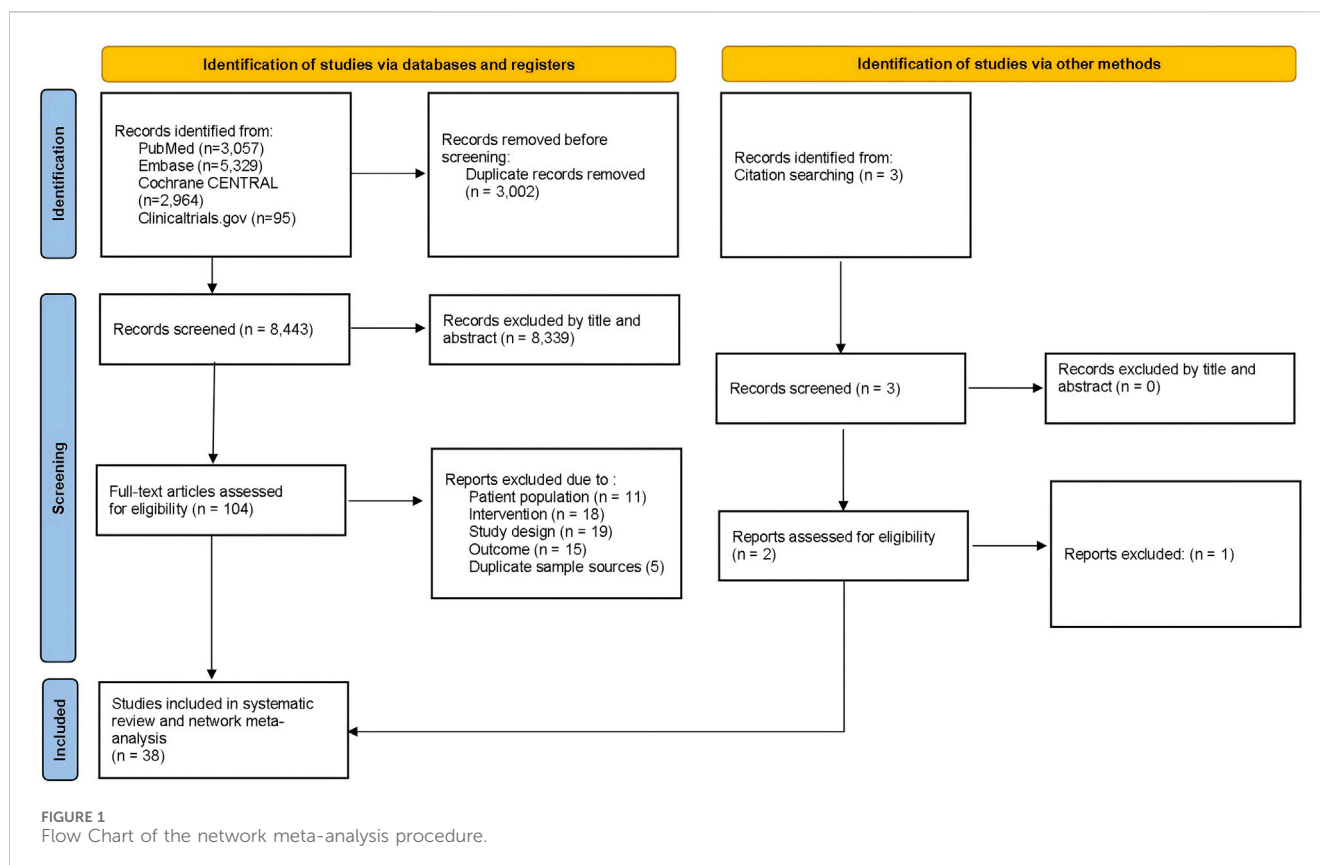 Identification of studies via databases and registers
Identification of studies via other methods
Identification
Records identified from:
PubMed (n=3,057)
Embase (n=5,329)
Cochrane CENTRAL
(n=2,964)
Clinicaltrials.gov (n=95)
Records removed before
screening:
Duplicate records removed
(n = 3,002)
Records identified from:
Citation searching (n = 3)
Screening
Records screened (n = 8,443)
Records excluded by title and
abstract (n = 8,339)
Records screened (n = 3)
Records excluded by title and
abstract (n = 0)
Full-text articles assessed
for eligibility (n = 104)
Reports excluded due to :
Patient population (n = 11)
Intervention (n = 18)
Study design (n = 19)
Outcome (n = 15)
Duplicate sample sources (5)
Reports assessed for eligibility
(n = 2)
Reports excluded: (n = 1)
Included
Studies included in systematic
review and network meta-
analysis
(n = 38)
FIGURE 1
Flow Chart of the network meta-analysis procedure.